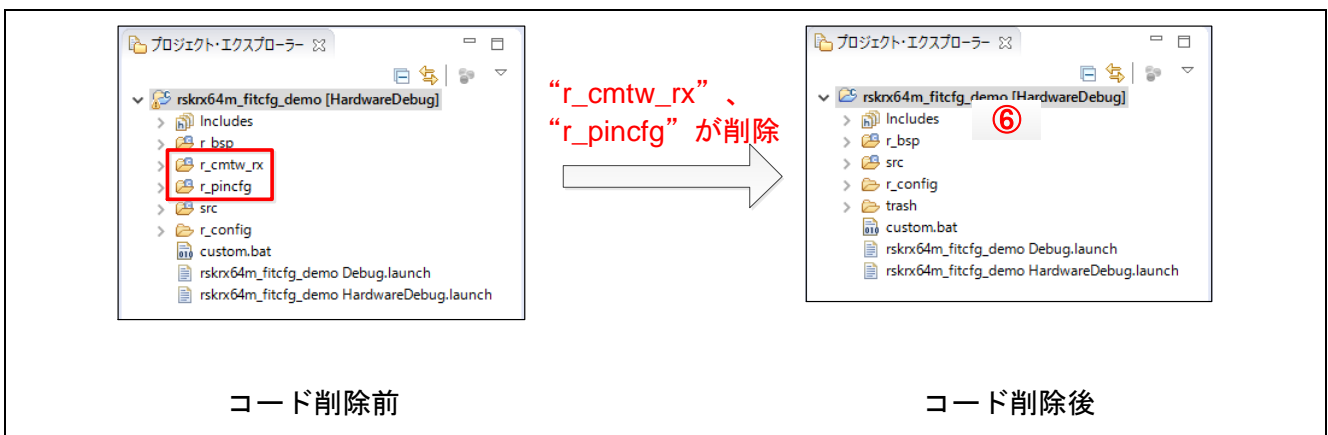 プロジェクト・エクスプローラー
rskrx64m_fitcfg_demo [HardwareDebug]
Includes
r_bsp
r_cmtw_rx
r_pincfg
src
r_config
custom.bat
rskrx64m_fitcfg_demo Debug.launch
rskrx64m_fitcfg_demo HardwareDebug.launch
コード削除前
“r_cmtw_rx”、
“r_pincfg”が削除
プロジェクト・エクスプローラー
rskrx64m_fitcfg_demo [HardwareDebug]
⑥
Includes
r_bsp
src
r_config
trash
custom.bat
rskrx64m_fitcfg_demo Debug.launch
rskrx64m_fitcfg_demo HardwareDebug.launch
コード削除後